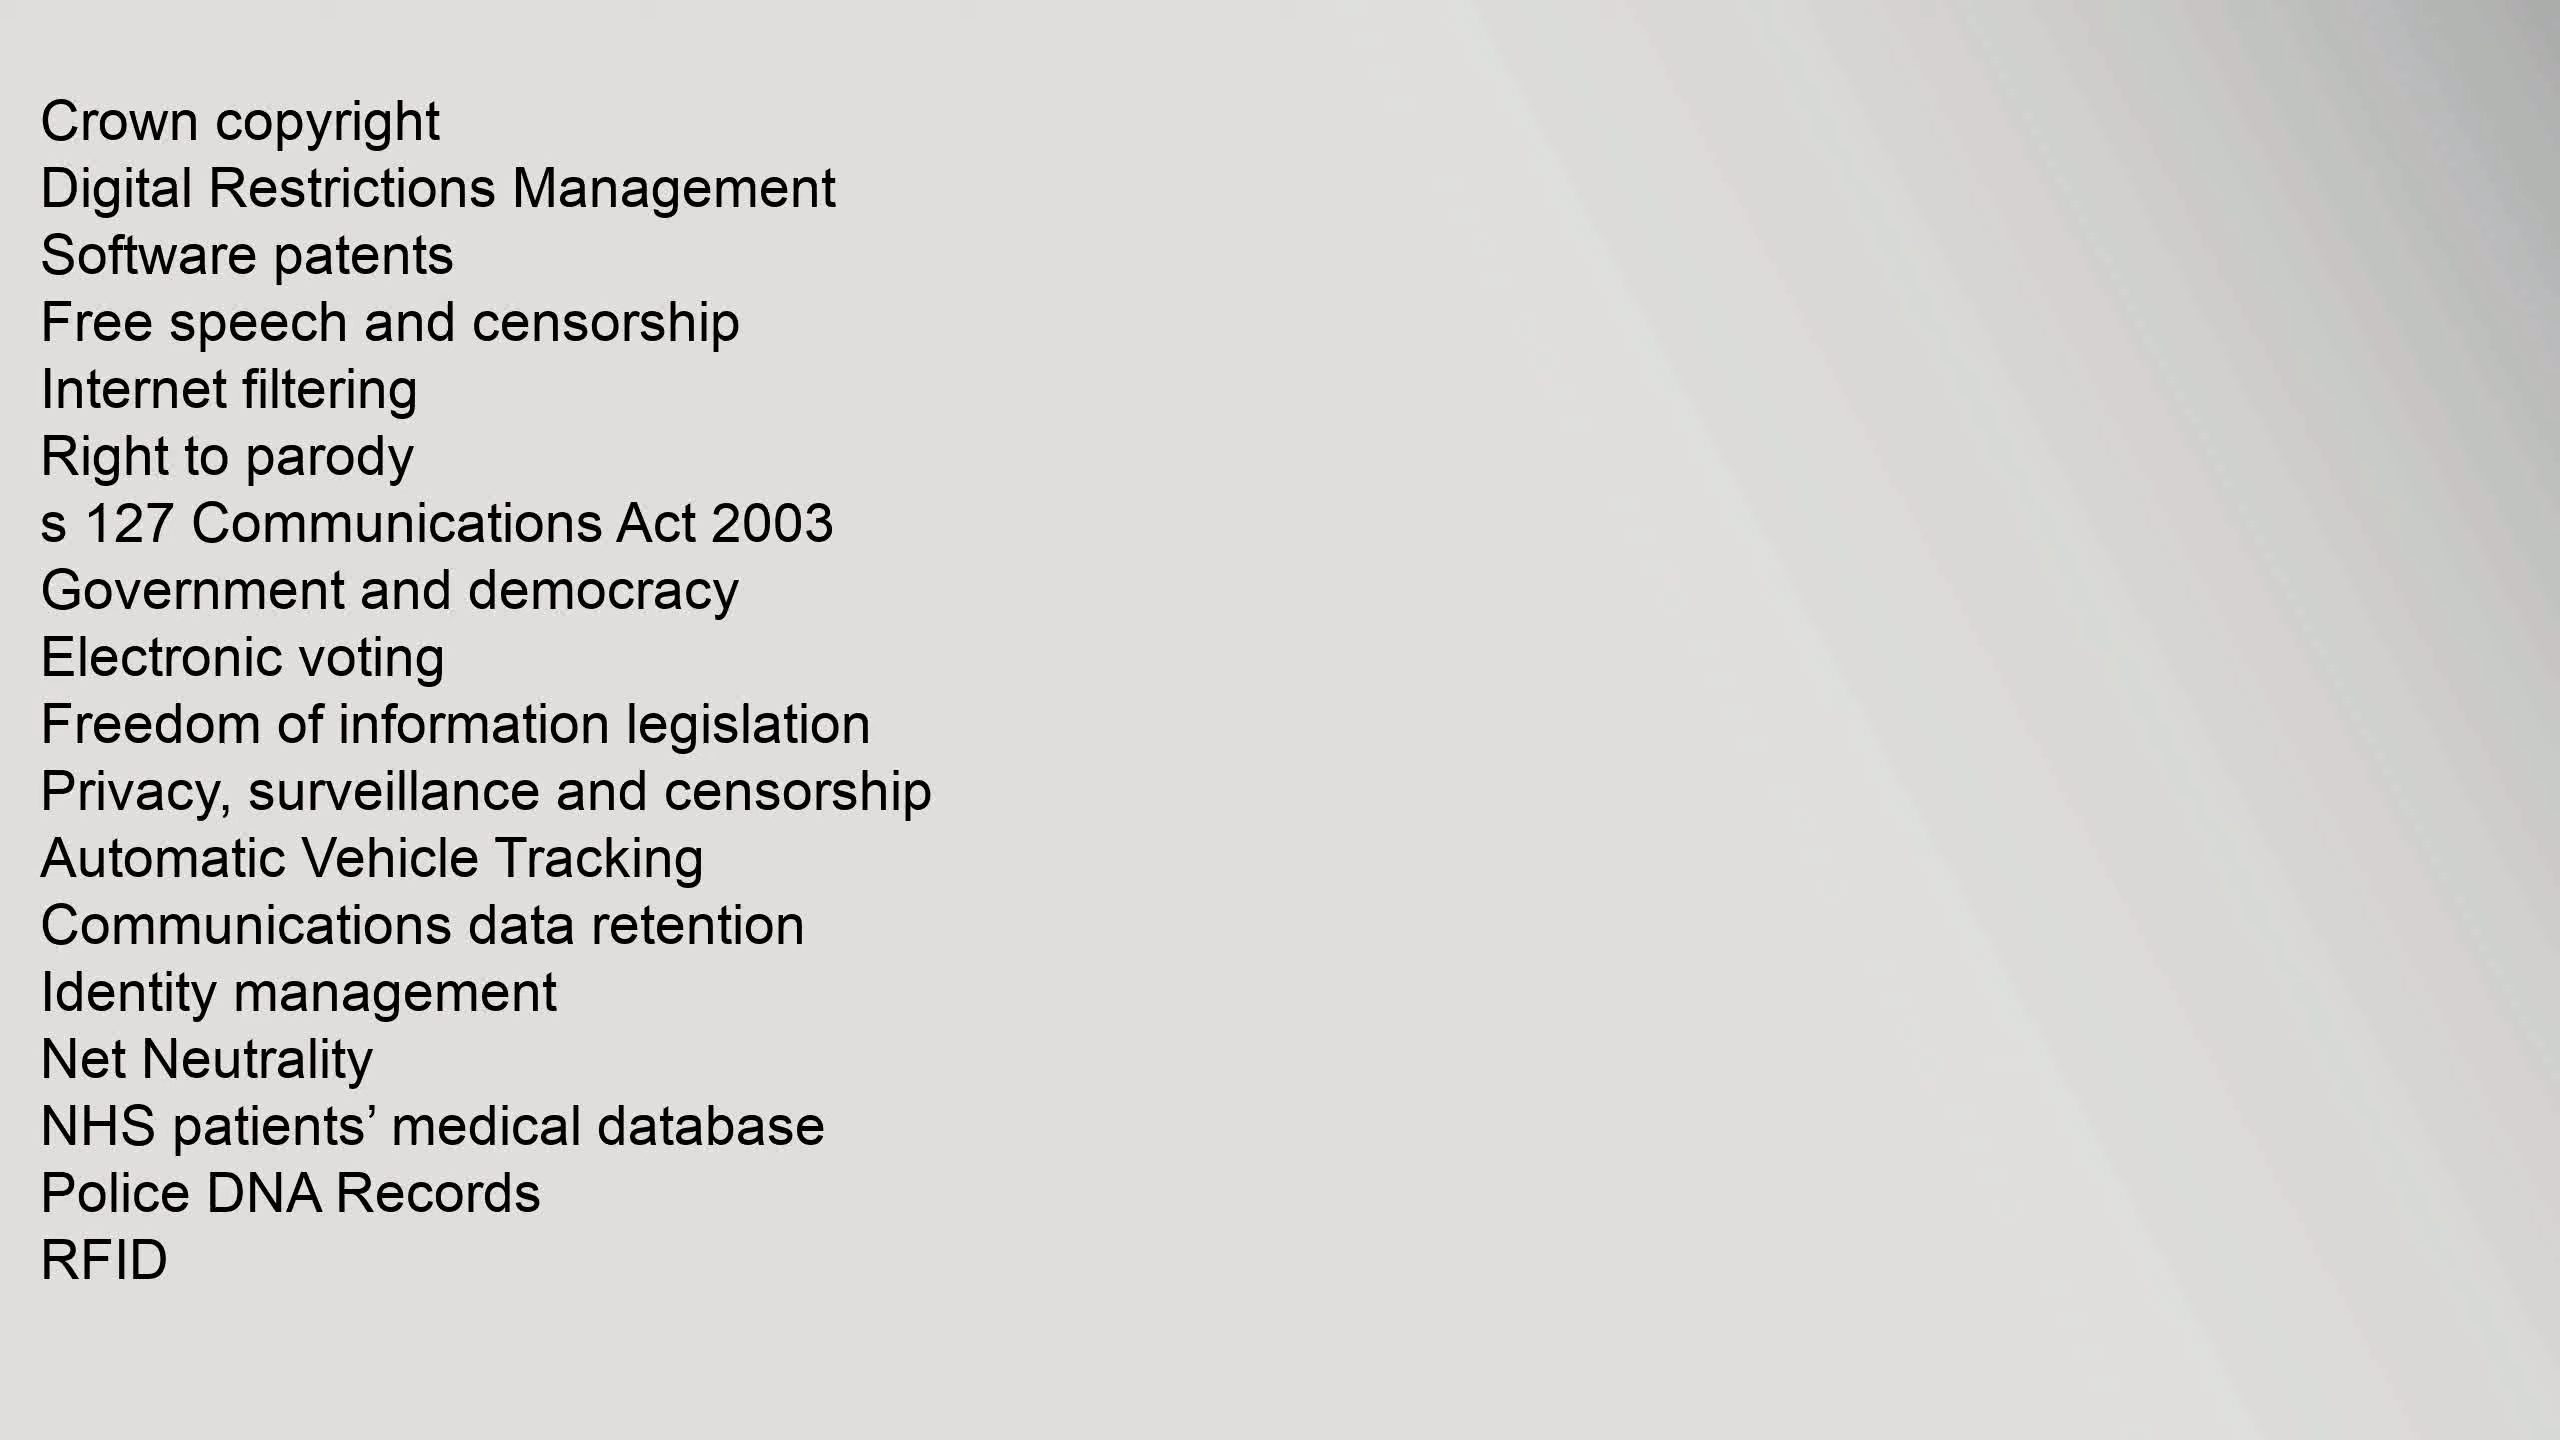 Crown copyright
Digital Restrictions Management
Software patents
Free speech and censorship
Internet filtering
Right to parody
s 127 Communications Act 2003
Government and democracy
Electronic voting
Freedom of information legislation
Privacy, surveillance and censorship
Automatic Vehicle Tracking
Communications data retention
Identity management
Net Neutrality
NHS patients’ medical database
Police DNA Records
RFID